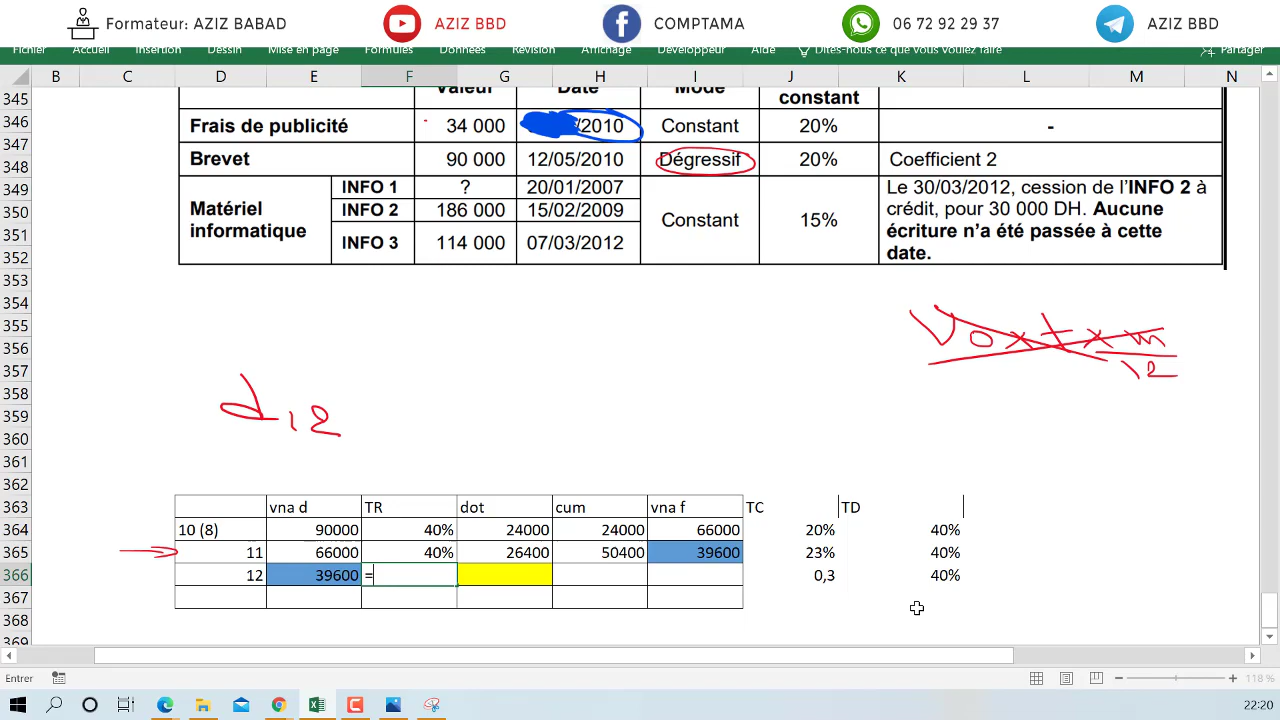 Formateur: AZIZ BABAD AZIZ BBD COMPTAMA 06 72 92 29 37 AZIZ BBD
Fichier Accueil Insertion Dessin Mise en page Formules Données Révision Affichage Développeur Aide Dites-nous ce que vous voulez faire Partager
B C D E F G H I J K L M N
345 Valeur Date Mode constant
346 Frais de publicité 34 000 /2010 Constant 20% -
347
348 Brevet 90 000 12/05/2010 Dégressif 20% Coefficient 2
349 INFO 1 ? 20/01/2007 Le 30/03/2012, cession de l'INFO 2 à
350 Matériel informatique INFO 2 186 000 15/02/2009 Constant 15% crédit, pour 30 000 DH. Aucune
351 INFO 3 114 000 07/03/2012 écriture n'a été passée à cette
352 date.
353
354
355
356 V0 x t x m
357 12
358
359 d12
360
361
362
363 vna d TR dot cum vna f TC TD
364 10 (8) 90000 40% 24000 24000 66000 20% 40%
365 11 66000 40% 26400 50400 39600 23% 40%
366 12 39600 = 0,3 40%
367
368
369
Entrer 118 %
22:20